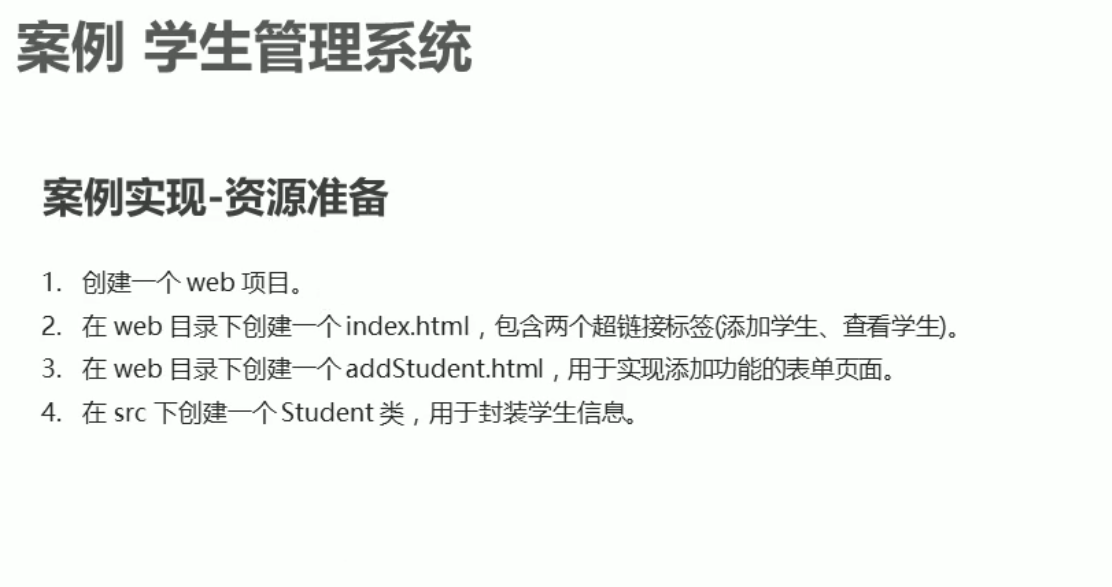 案例 学生管理系统
案例实现-资源准备
1. 创建一个 web 项目。
2. 在 web 目录下创建一个 index.html，包含两个超链接标签(添加学生、查看学生)。
3. 在 web 目录下创建一个 addStudent.html，用于实现添加功能的表单页面。
4. 在 src 下创建一个 Student 类，用于封装学生信息。